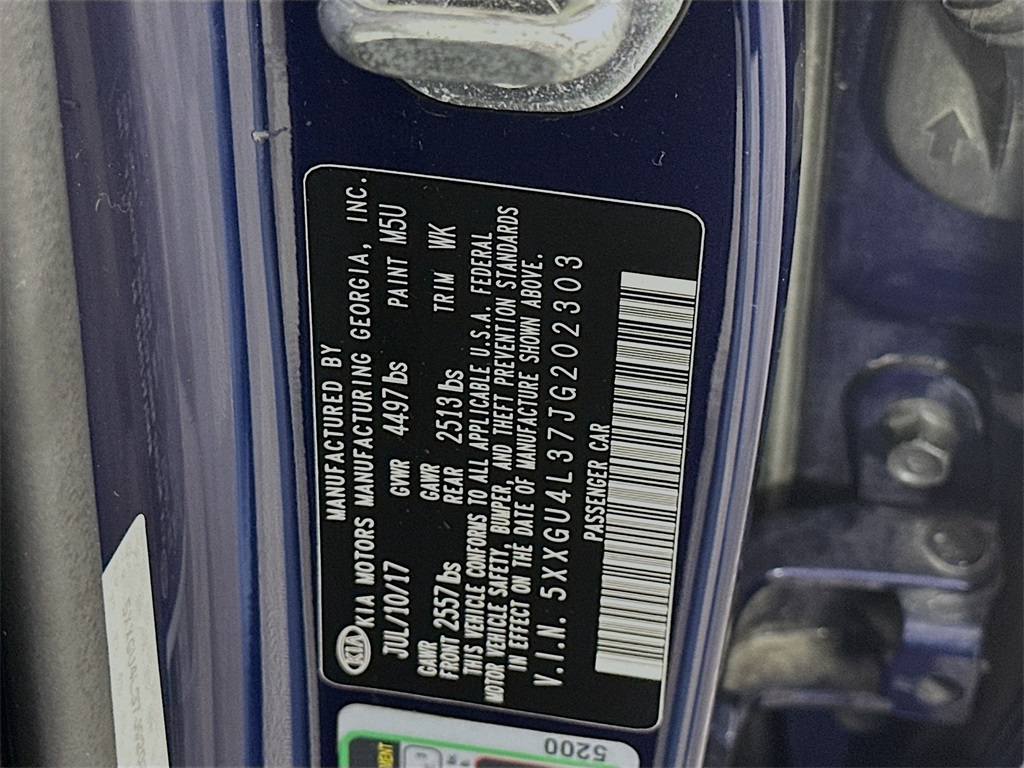 MANUFACTURED BY
KIA KIA MOTORS MANUFACTURING GEORGIA, INC.
JUL/10/17 GVWR 4497lbs PAINT M5U
GAWR FRONT 2557lbs GAWR REAR 2513lbs TRIM WK
THIS VEHICLE CONFORMS TO ALL APPLICABLE U.S.A. FEDERAL
MOTOR VEHICLE SAFETY, BUMPER, AND THEFT PREVENTION STANDARDS
IN EFFECT ON THE DATE OF MANUFACTURE SHOWN ABOVE.
V.I.N. 5XXGU4L37JG202303
PASSENGER CAR
5200